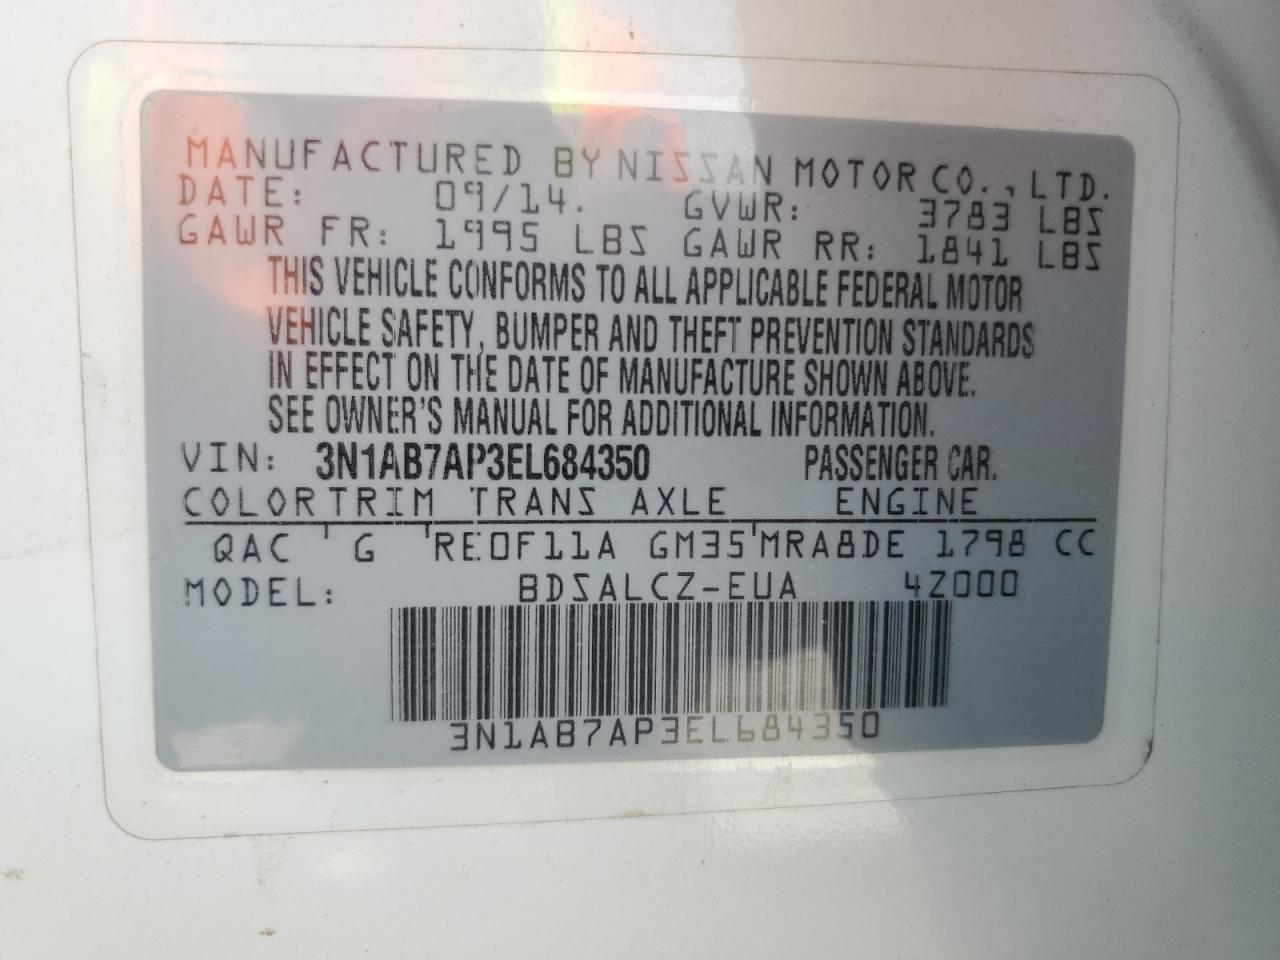 MANUFACTURED BY NISSAN MOTOR CO., LTD.
DATE: 09/14. GVWR: 3783 LBS
GAWR FR: 1995 LBS GAWR RR: 1841 LBS
THIS VEHICLE CONFORMS TO ALL APPLICABLE FEDERAL MOTOR
VEHICLE SAFETY, BUMPER AND THEFT PREVENTION STANDARDS
IN EFFECT ON THE DATE OF MANUFACTURE SHOWN ABOVE.
SEE OWNER'S MANUAL FOR ADDITIONAL INFORMATION.
VIN: 3N1AB7AP3EL684350 PASSENGER CAR.
COLOR TRIM TRANS AXLE ENGINE
QAC G RE0F11A GM35 MRA8DE 1798 CC
MODEL: BDSALCZ-EUA 4Z000
3N1AB7AP3EL684350